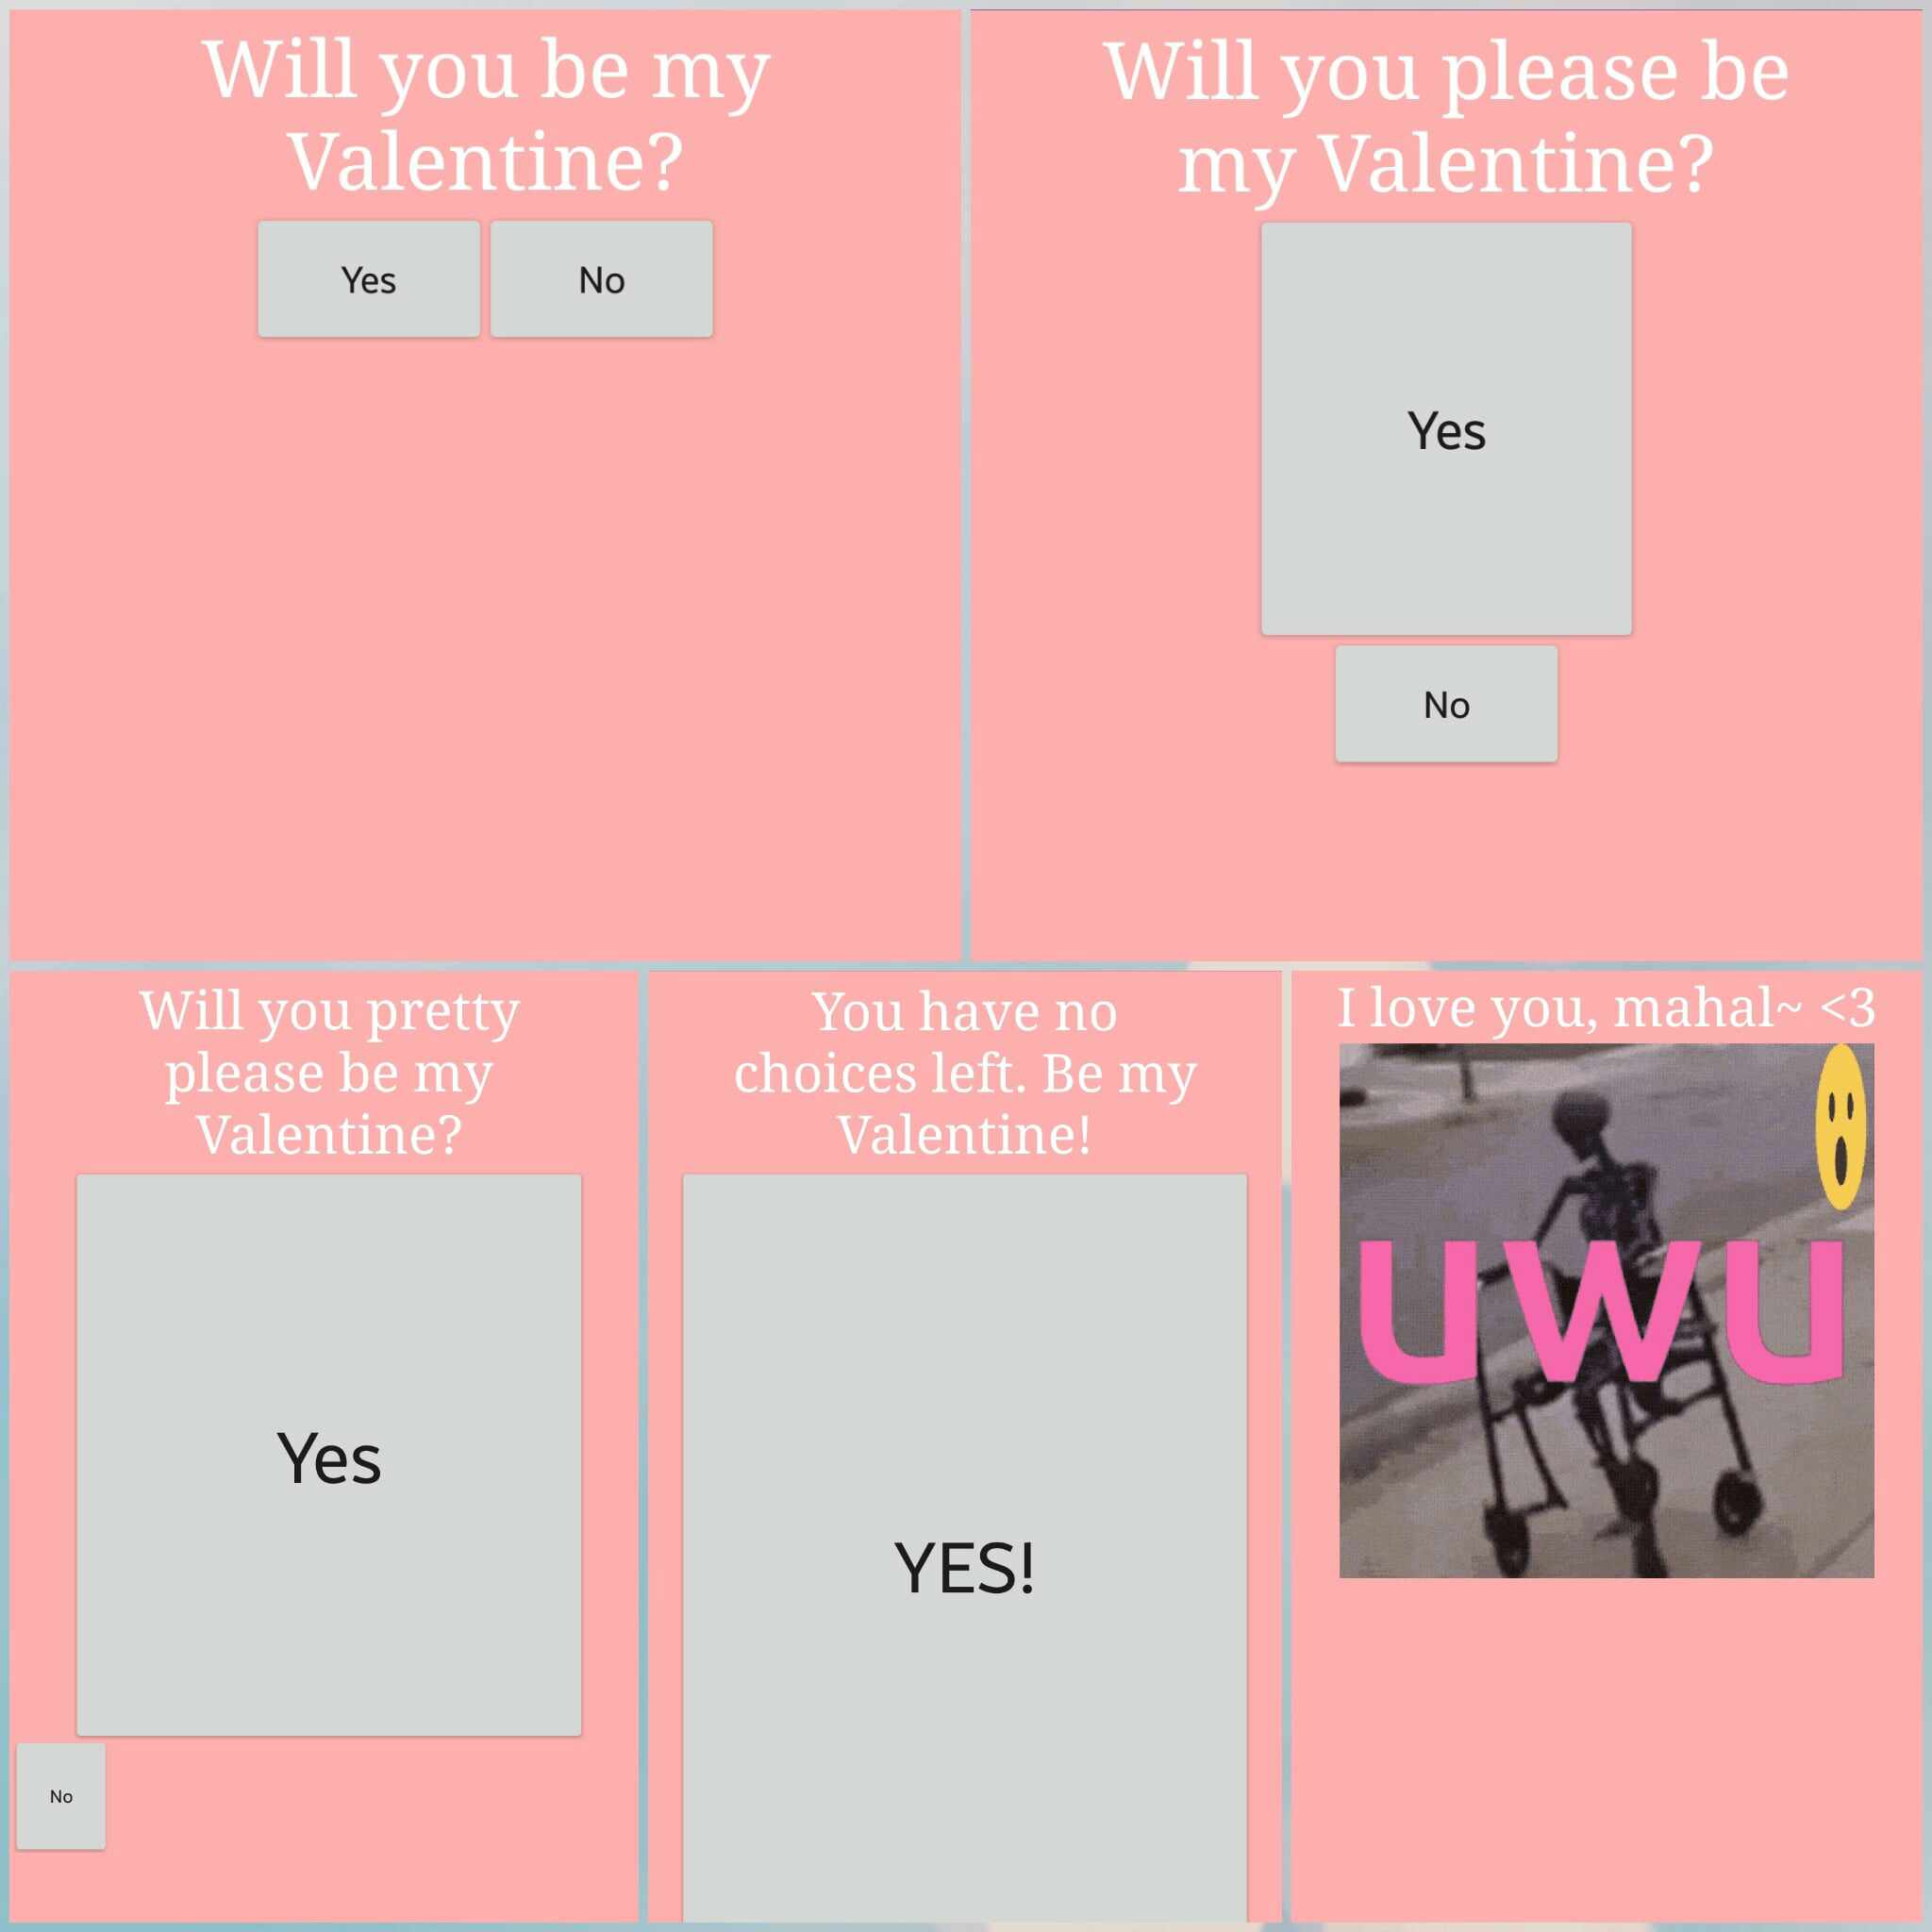 Will you be my
Valentine?
Yes
No
Will you please be
my Valentine?
Yes
No
Will you pretty
please be my
Valentine?
Yes
No
You have no
choices left. Be my
Valentine!
YES!
I love you, mahal~ <3
uwu